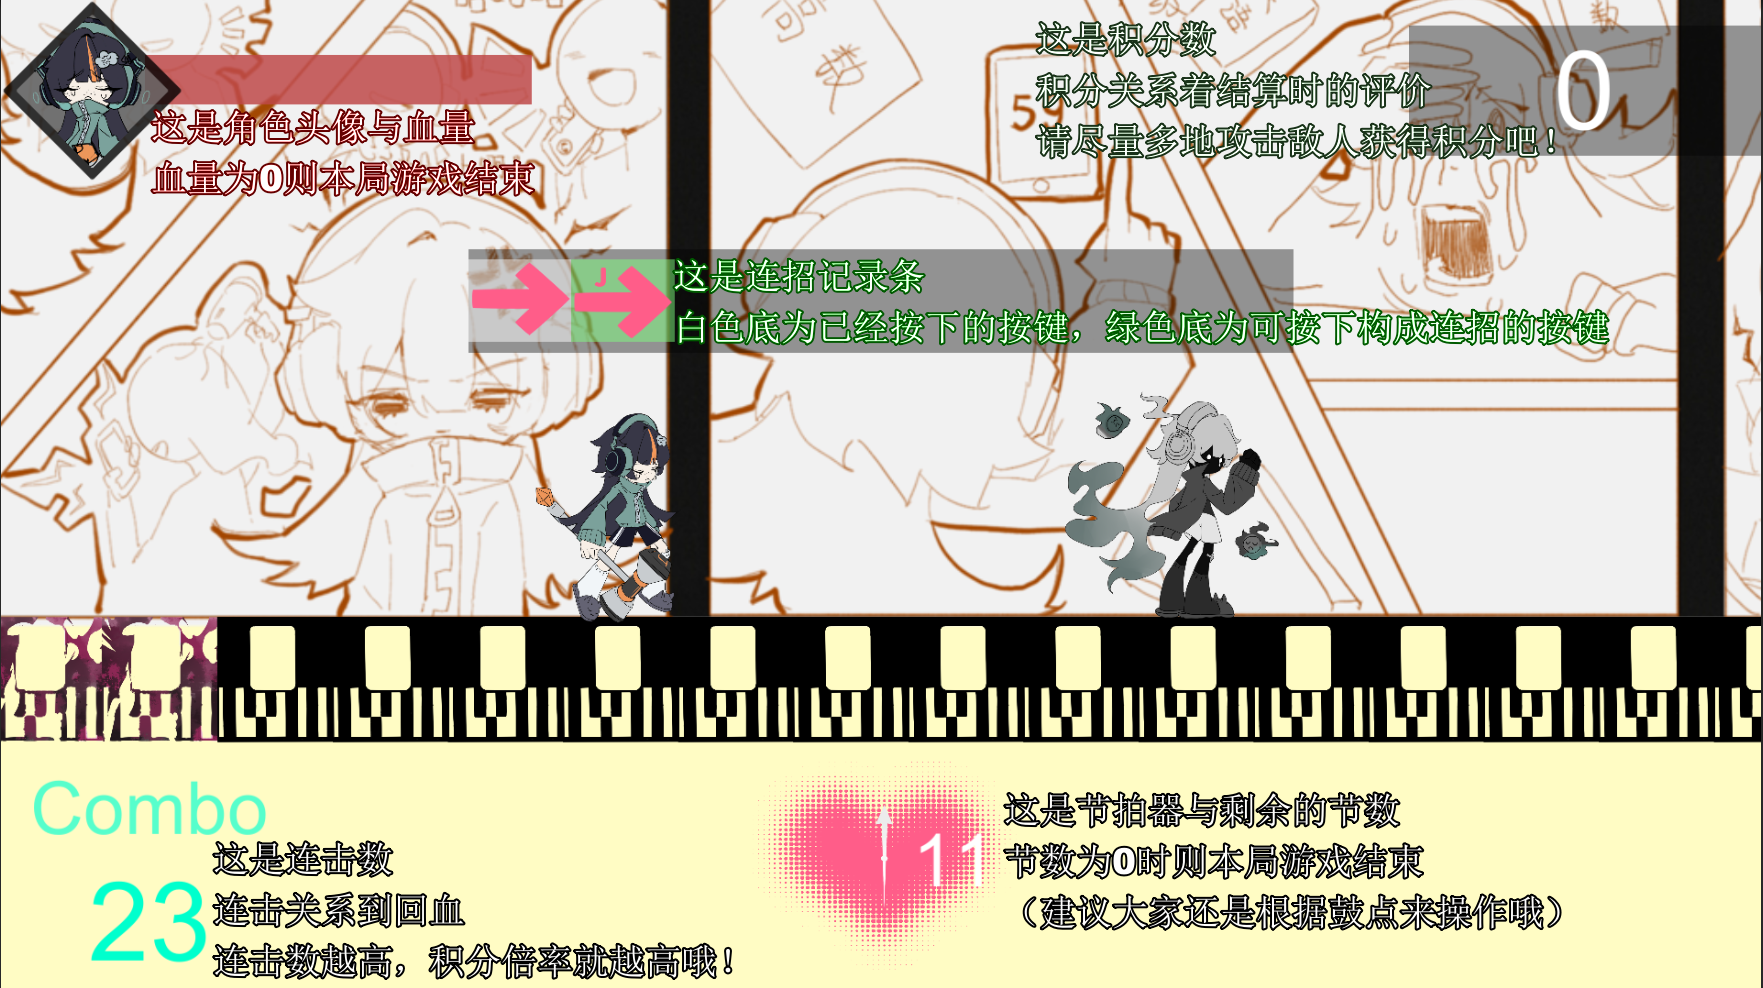 高
数
这是积分数
积分关系着结算时的评价
请尽量多地攻击敌人获得积分吧！
0
这是角色头像与血量
血量为0则本局游戏结束
J
这是连招记录条
白色底为已经按下的按键，绿色底为可按下构成连招的按键
Combo
23
这是连击数
连击关系到回血
连击数越高，积分倍率就越高哦！
11
这是节拍器与剩余的节数
节数为0时则本局游戏结束
（建议大家还是根据鼓点来操作哦）